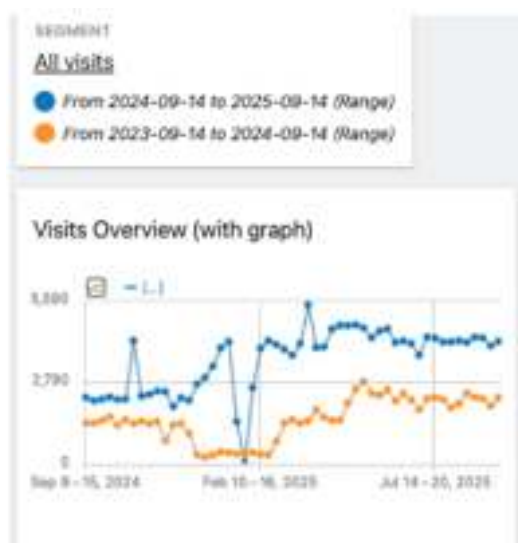 SEGMENT
All visits
From 2024-09-14 to 2025-09-14 (Range)
From 2023-09-14 to 2024-09-14 (Range)
Visits Overview (with graph)
[...]
2,790
0
Sep 9 - 15, 2024 Feb 10 - 16, 2025 Jul 14 - 20, 2025